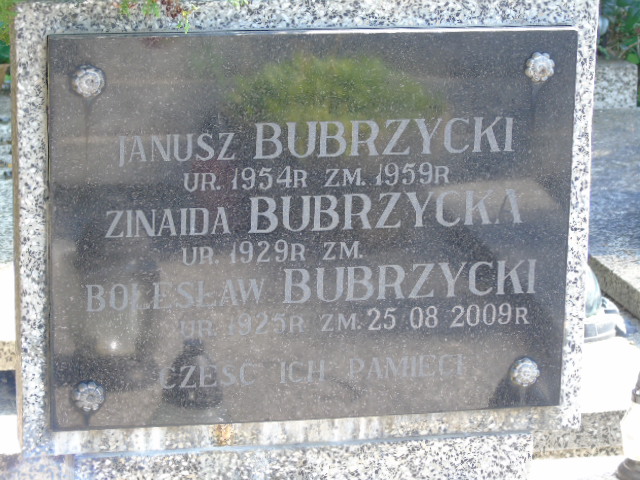 JANUSZ BUBRZYCKI
UR. 1954R ZM. 1959R
ZINAIDA BUBRZYCKA
UR. 1929R ZM.
BOLESŁAW BUBRZYCKI
UR. 1925R ZM. 25 08 2009R
CZEŚĆ ICH PAMIĘCI